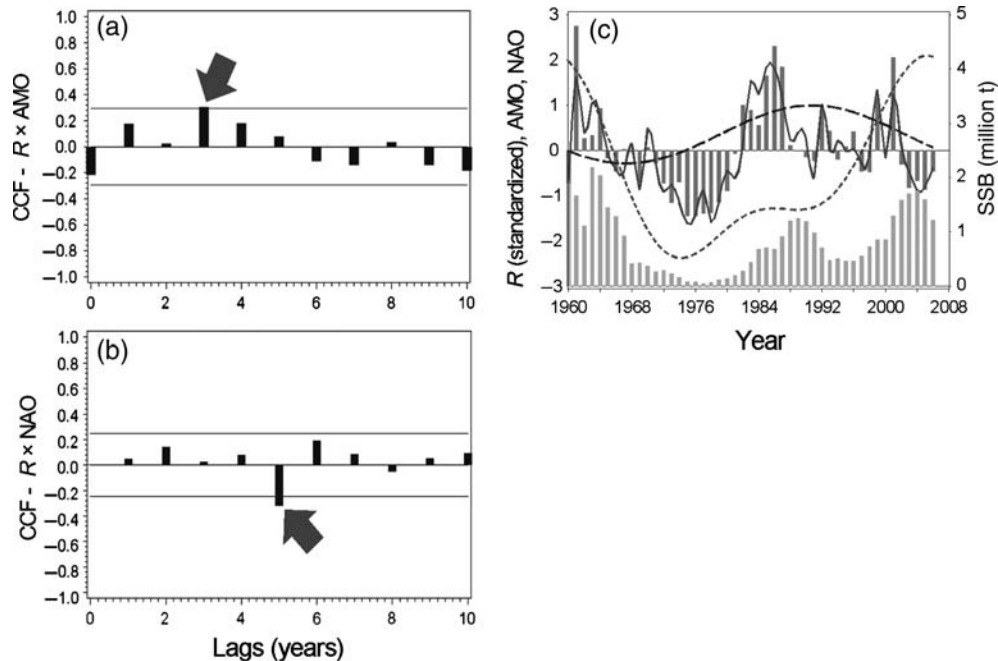 (a)
CCF - R × AMO
1.0
0.8
0.6
0.4
0.2
0.0
–0.2
–0.4
–0.6
–0.8
–1.0
0 2 4 6 8 10
(b)
CCF - R × NAO
1.0
0.8
0.6
0.4
0.2
0.0
–0.2
–0.4
–0.6
–0.8
–1.0
0 2 4 6 8 10
Lags (years)
(c)
R (standardized), AMO, NAO
3
2
1
0
–1
–2
–3
5
4
3
2
1
0
SSB (million t)
1960 1968 1976 1984 1992 2000 2008
Year